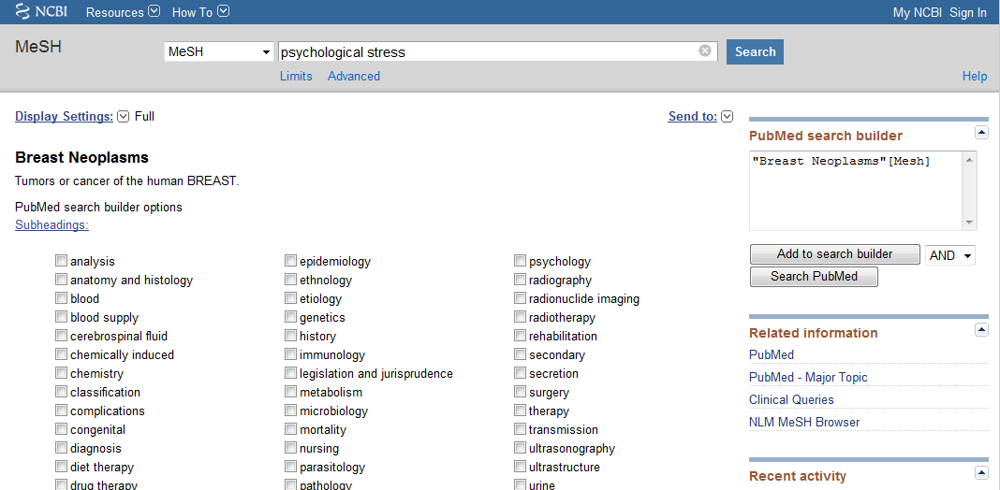 NCBI Resources How To My NCBI Sign In
MeSH MeSH psychological stress Search
Limits Advanced Help
Display Settings: Full Send to:
Breast Neoplasms
Tumors or cancer of the human BREAST.
PubMed search builder options
Subheadings:
analysis epidemiology psychology
anatomy and histology ethnology radiography
blood etiology radionuclide imaging
blood supply genetics radiotherapy
cerebrospinal fluid history rehabilitation
chemically induced immunology secondary
chemistry legislation and jurisprudence secretion
classification metabolism surgery
complications microbiology therapy
congenital mortality transmission
diagnosis nursing ultrasonography
diet therapy parasitology ultrastructure
drug therapy pathology urine
PubMed search builder
"Breast Neoplasms"[Mesh]
Add to search builder AND
Search PubMed
Related information
PubMed
PubMed - Major Topic
Clinical Queries
NLM MeSH Browser
Recent activity